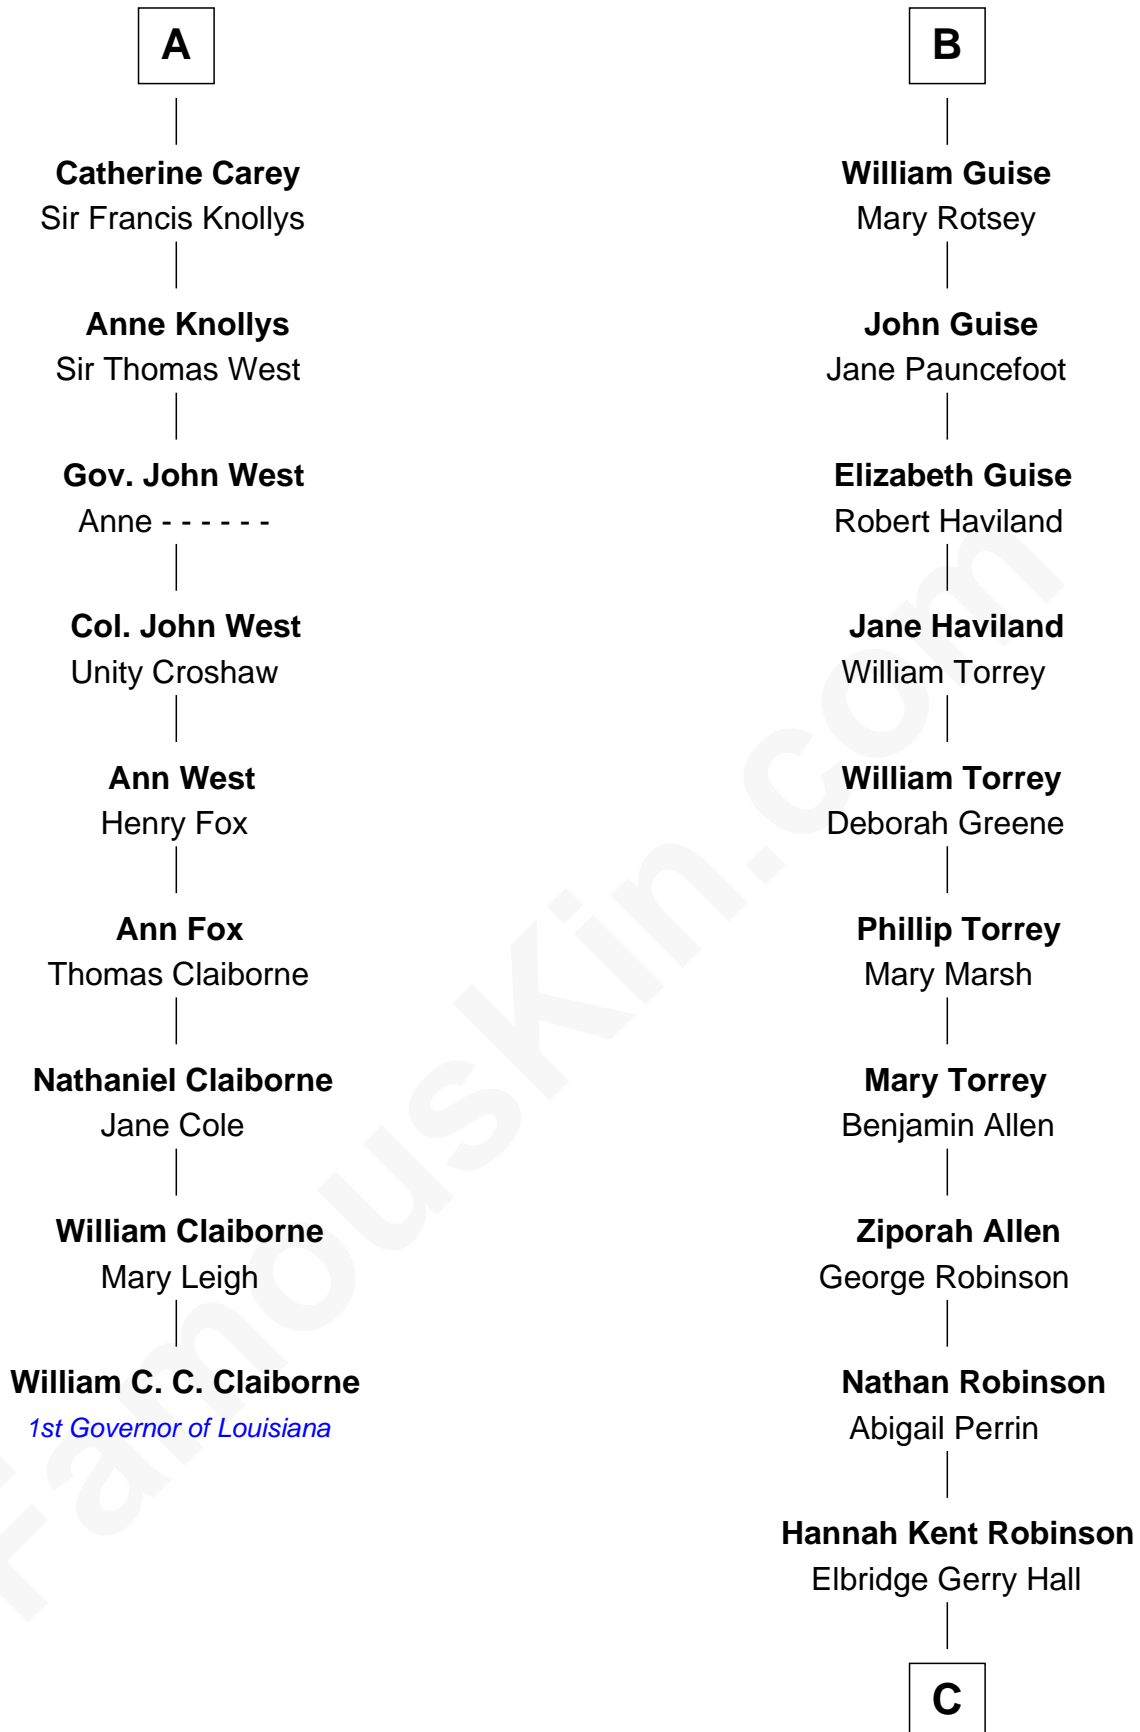 A
Catherine Carey
Sir Francis Knollys
Anne Knollys
Sir Thomas West
Gov. John West
Anne - - - - - -
Col. John West
Unity Croshaw
Ann West
Henry Fox
Ann Fox
Thomas Claiborne
Nathaniel Claiborne
Jane Cole
William Claiborne
Mary Leigh
William C. C. Claiborne
1st Governor of Louisiana
B
William Guise
Mary Rotsey
John Guise
Jane Pauncefoot
Elizabeth Guise
Robert Haviland
Jane Haviland
William Torrey
William Torrey
Deborah Greene
Phillip Torrey
Mary Marsh
Mary Torrey
Benjamin Allen
Ziporah Allen
George Robinson
Nathan Robinson
Abigail Perrin
Hannah Kent Robinson
Elbridge Gerry Hall
C
FamousKin.com